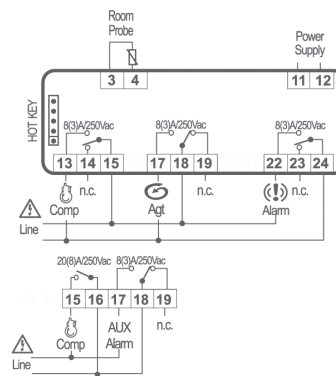 Room
Probe
Power
Supply
3 4
11 12
HOT KEY
8(3)A/250Vac 8(3)A/250Vac 8(3)A/250Vac
13 14 15 17 18 19 22 23 24
n.c. n.c. n.c.
Comp Agt Alarm
Line
20(8)A/250Vac 8(3)A/250Vac
15 16 17 18 19
AUX n.c.
Comp Alarm
Line